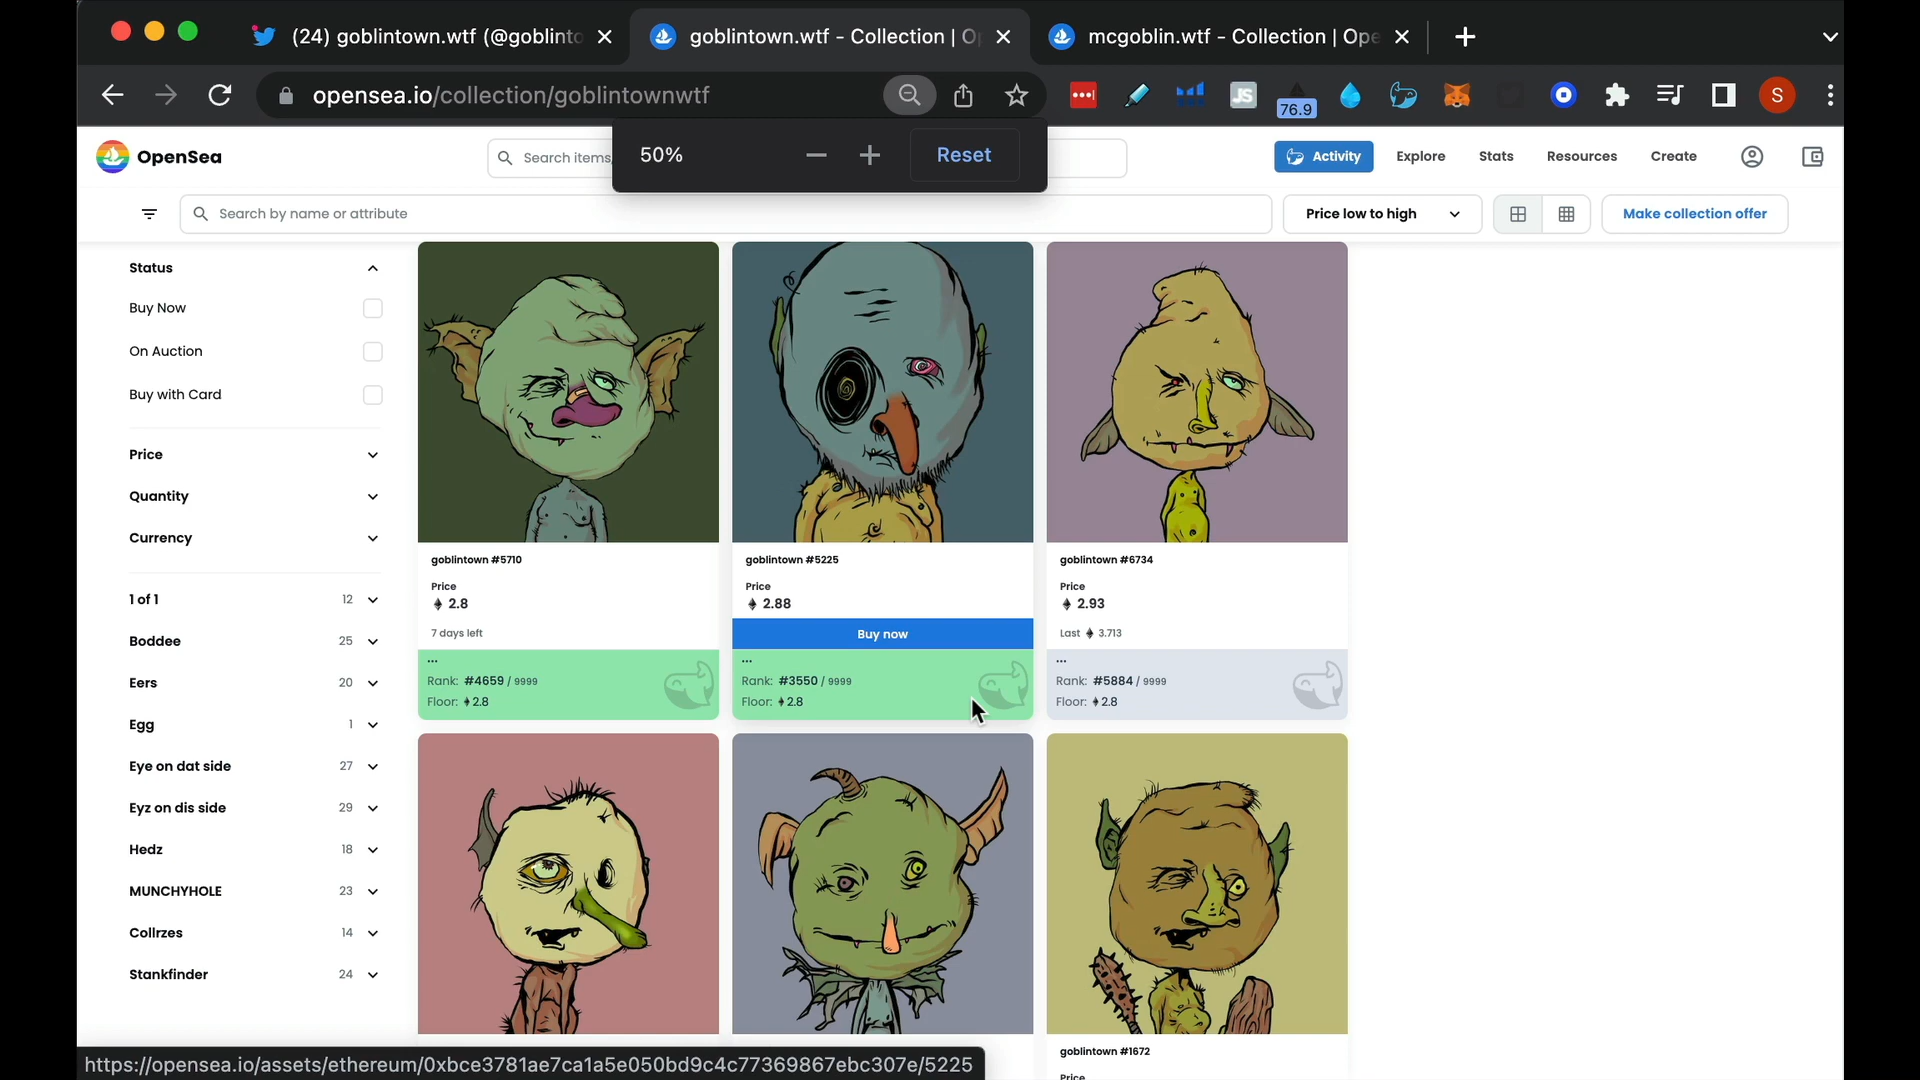 (24) goblintown.wtf (@goblinto
goblintown.wtf - Collection | O
mcgoblin.wtf - Collection | Ope
opensea.io/collection/goblintownwtf
JS
76.9
S
50%
Reset
OpenSea
Search items,
Activity
Explore
Stats
Resources
Create
Search by name or attribute
Price low to high
Make collection offer
Status
Buy Now
On Auction
Buy with Card
Price
Quantity
Currency
1 of 1 12
Boddee 25
Eers 20
Egg 1
Eye on dat side 27
Eyz on dis side 29
Hedz 18
MUNCHYHOLE 23
Collrzes 14
Stankfinder 24
goblintown #5710
Price
2.8
7 days left
...
Rank: #4659 / 9999
Floor: 2.8
goblintown #5225
Price
2.88
Buy now
...
Rank: #3550 / 9999
Floor: 2.8
goblintown #6734
Price
2.93
Last 3.713
...
Rank: #5884 / 9999
Floor: 2.8
goblintown #1672
Price
https://opensea.io/assets/ethereum/0xbce3781ae7ca1a5e050bd9c4c77369867ebc307e/5225